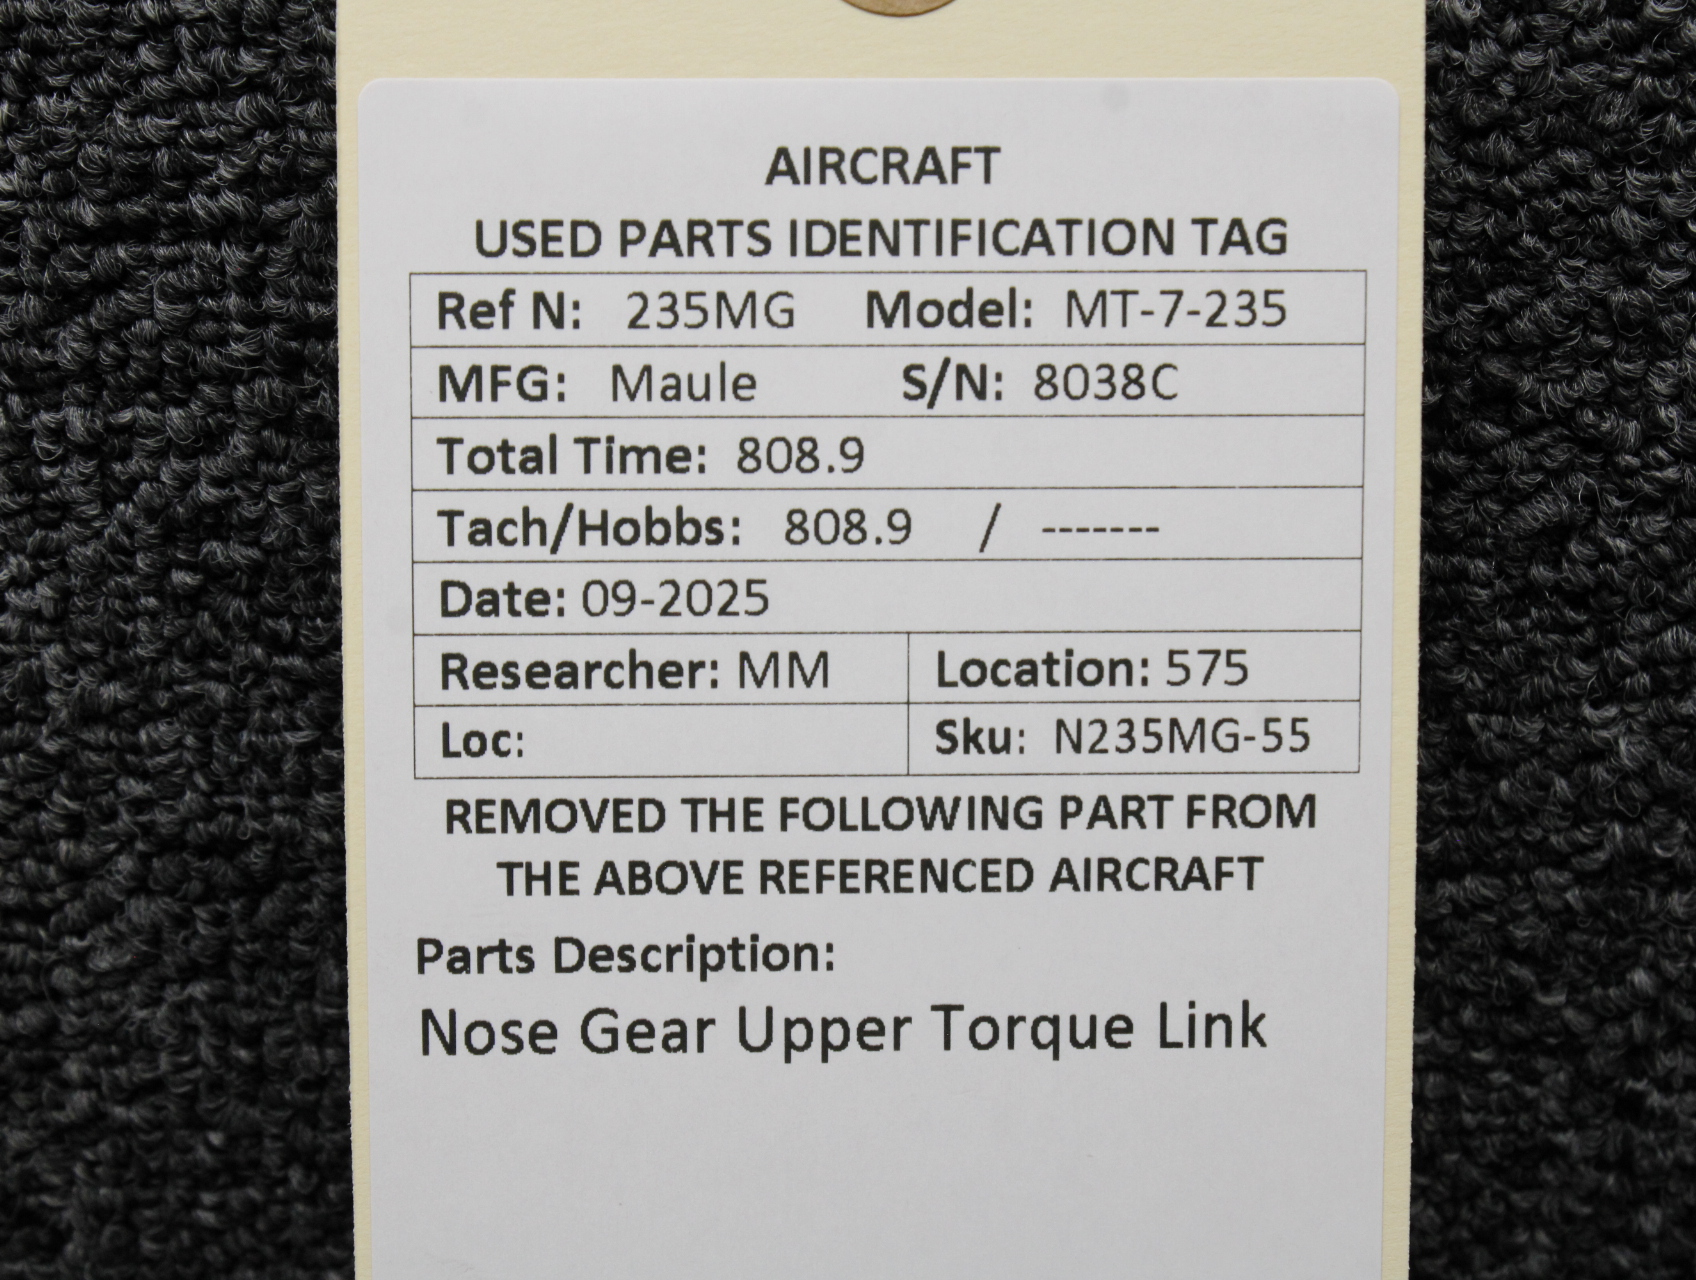 AIRCRAFT
USED PARTS IDENTIFICATION TAG
Ref N: 235MG Model: MT-7-235
MFG: Maule S/N: 8038C
Total Time: 808.9
Tach/Hobbs: 808.9 / -------
Date: 09-2025
Researcher: MM Location: 575
Loc: Sku: N235MG-55
REMOVED THE FOLLOWING PART FROM
THE ABOVE REFERENCED AIRCRAFT
Parts Description:
Nose Gear Upper Torque Link